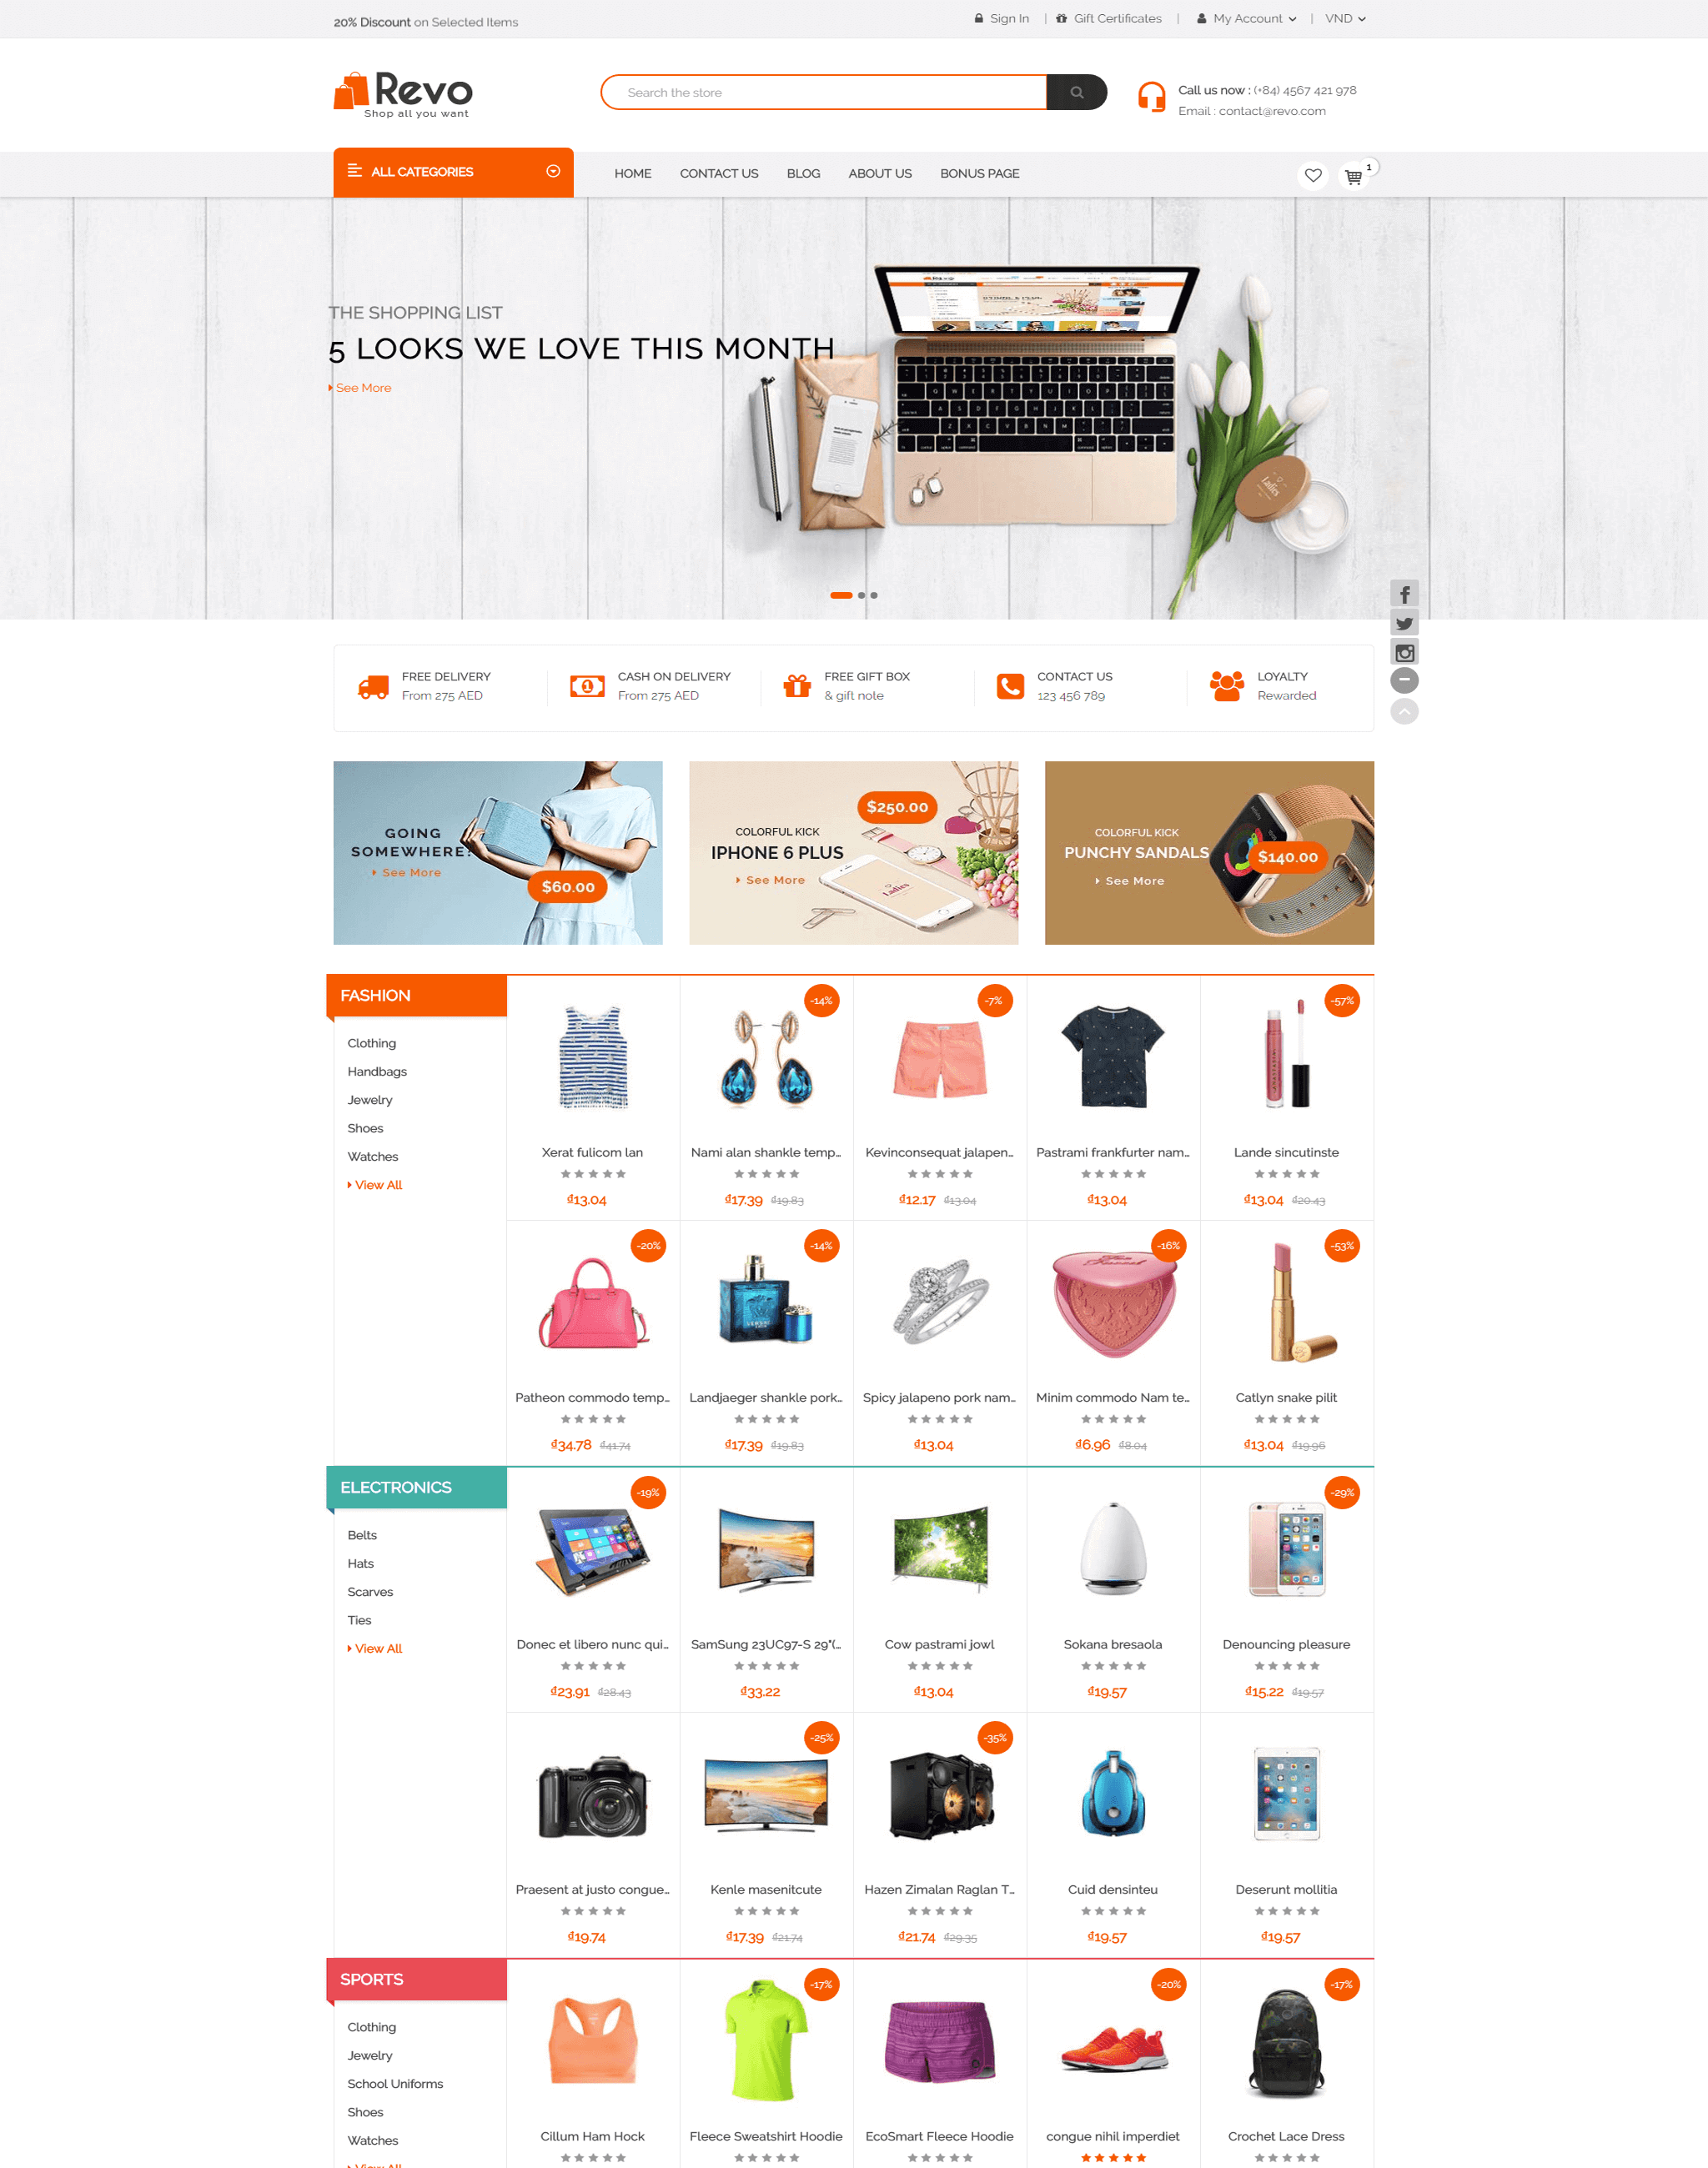 20% Discount on Selected Items
Sign In | Gift Certificates | My Account | VND
Revo
Shop all you want
Search the store
Call us now : (+84) 4567 421 978
Email : contact@revo.com
ALL CATEGORIES
HOME CONTACT US BLOG ABOUT US BONUS PAGE
1
THE SHOPPING LIST
5 LOOKS WE LOVE THIS MONTH
See More
FREE DELIVERY
From 275 AED
CASH ON DELIVERY
From 275 AED
FREE GIFT BOX
& gift note
CONTACT US
123 456 789
LOYALTY
Rewarded
GOING
SOMEWHERE?
See More
$60.00
$250.00
COLORFUL KICK
IPHONE 6 PLUS
See More
Ladies
COLORFUL KICK
PUNCHY SANDALS
See More
$140.00
FASHION
Clothing
Handbags
Jewelry
Shoes
Watches
View All
-14% -7% -57%
Xerat fulicom lan
₫13.04
Nami alan shankle temp...
₫17.39 ₫19.83
Kevinconsequat jalapen...
₫12.17 ₫13.04
Pastrami frankfurter nam...
₫13.04
Lande sincutinste
₫13.04 ₫20.43
-20% -14% -16% -53%
Patheon commodo temp...
₫34.78 ₫41.74
Landjaeger shankle pork...
₫17.39 ₫19.83
Spicy jalapeno pork nam...
₫13.04
Minim commodo Nam te...
₫6.96 ₫8.04
Catlyn snake pilit
₫13.04 ₫19.96
ELECTRONICS
Belts
Hats
Scarves
Ties
View All
-19% -29%
Donec et libero nunc qui...
₫23.91 ₫28.43
SamSung 23UC97-S 29"(...
₫33.22
Cow pastrami jowl
₫13.04
Sokana bresaola
₫19.57
Denouncing pleasure
₫15.22 ₫19.57
-25% -35%
Praesent at justo congue...
₫19.74
Kenle masenitcute
₫17.39 ₫21.74
Hazen Zimalan Raglan T...
₫21.74 ₫29.35
Cuid densinteu
₫19.57
Deserunt mollitia
₫19.57
SPORTS
Clothing
Jewelry
School Uniforms
Shoes
Watches
View All
-17% -20% -17%
Cillum Ham Hock
Fleece Sweatshirt Hoodie
EcoSmart Fleece Hoodie
congue nihil imperdiet
Crochet Lace Dress